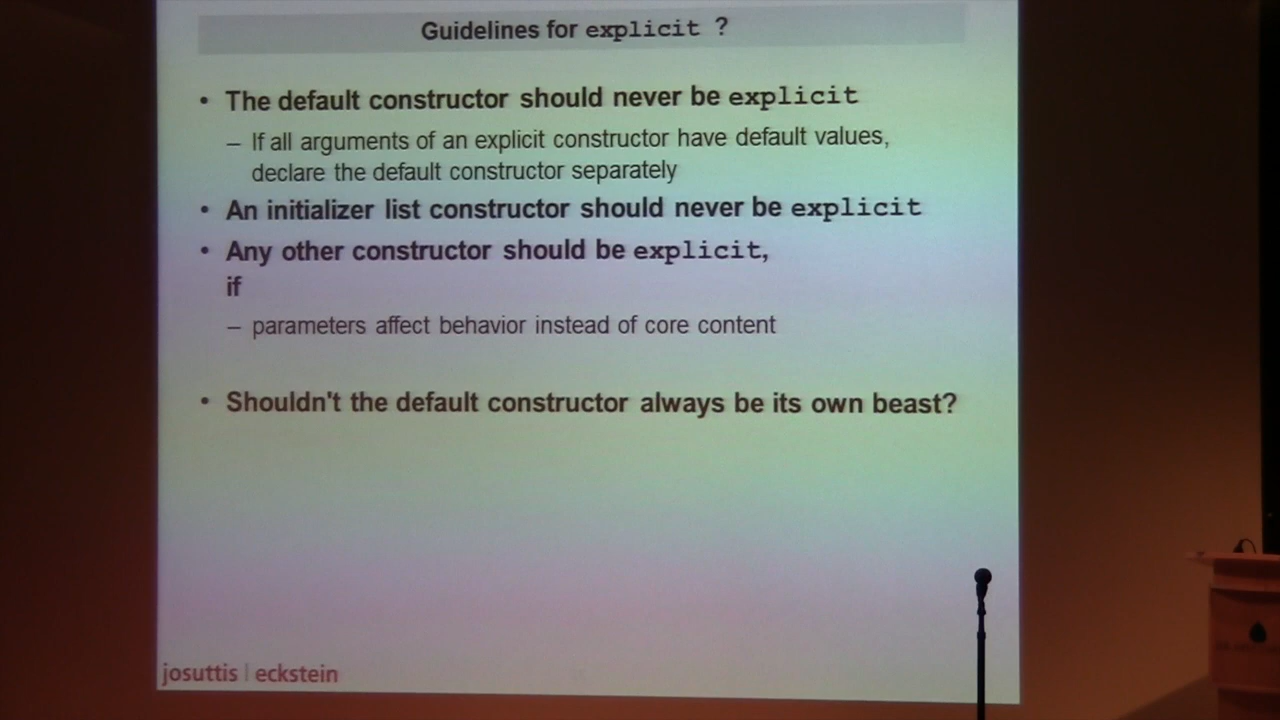 Guidelines for explicit ?
• The default constructor should never be explicit
– If all arguments of an explicit constructor have default values,
declare the default constructor separately
• An initializer list constructor should never be explicit
• Any other constructor should be explicit,
if
– parameters affect behavior instead of core content
• Shouldn't the default constructor always be its own beast?
josuttis | eckstein